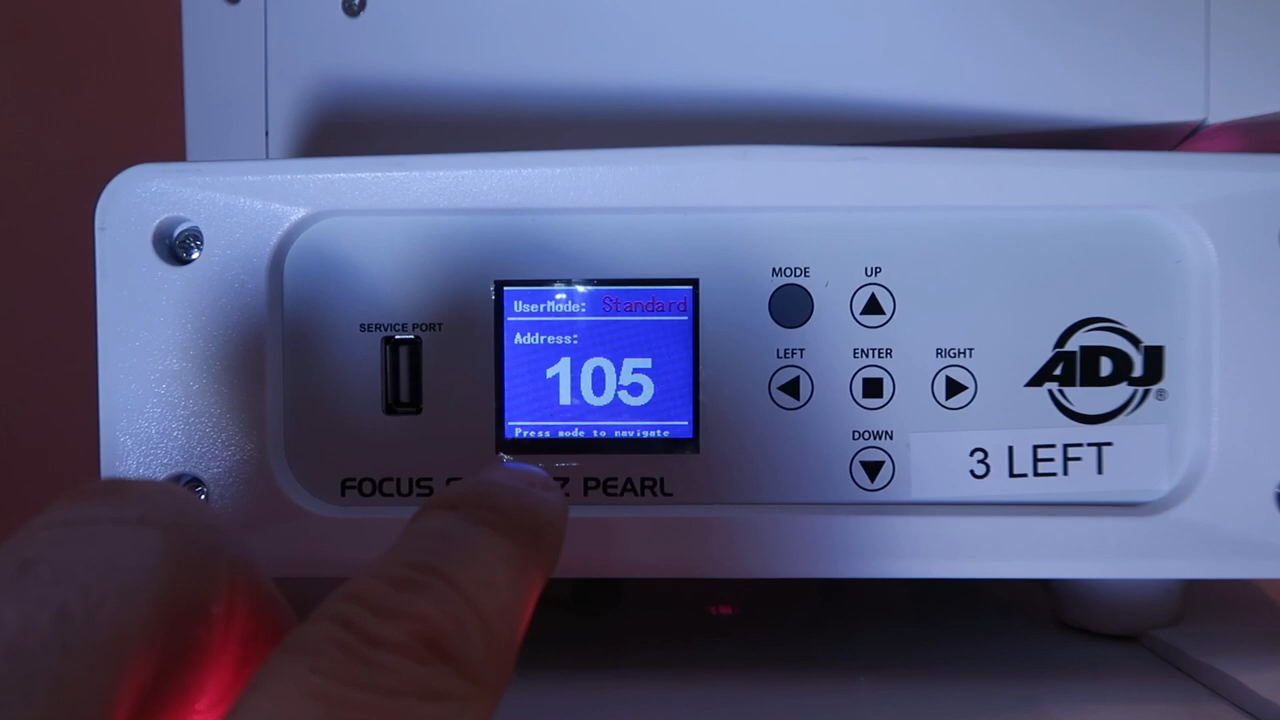 UserMode: Standard
Address:
105
Press mode to navigate
SERVICE PORT
MODE
UP
LEFT
ENTER
RIGHT
DOWN
ADJ®
3 LEFT
FOCUS Z PEARL